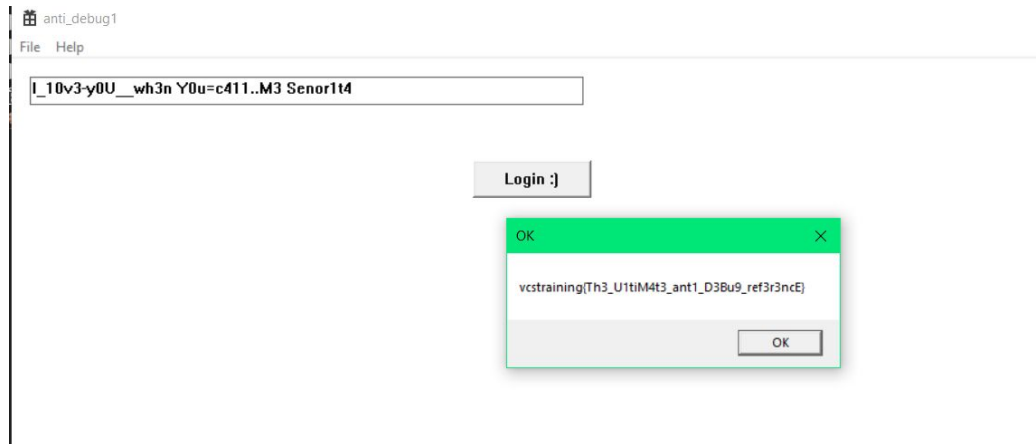 anti_debug1
File Help
I_10v3-y0U__wh3n Y0u=c411..M3 Senor1t4
Login :)
OK
vcstraining{Th3_U1tiM4t3_ant1_D3Bu9_ref3r3ncE}
OK